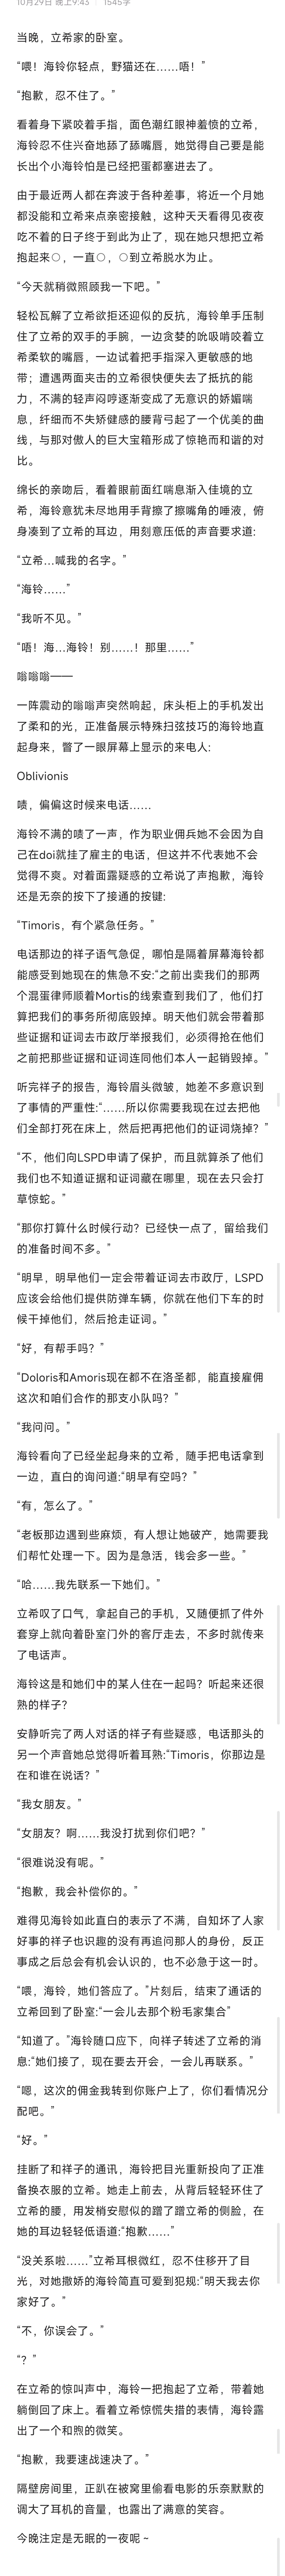 10月29日 晚上9:43 | 1545字
当晚，立希家的卧室。
“喂！海铃你轻点，野猫还在……唔！”
“抱歉，忍不住了。”
看着身下紧咬着手指，面色潮红眼神羞愤的立希，
海铃忍不住兴奋地舔了舔嘴唇，她觉得自己要是能
长出个小海铃怕是已经把蛋都塞进去了。
由于最近两人都在奔波于各种差事，将近一个月她
都没能和立希来点亲密接触，这种天天看得见夜夜
吃不着的日子终于到此为止了，现在她只想把立希
抱起来○，一直○，○到立希脱水为止。
“今天就稍微照顾我一下吧。”
轻松瓦解了立希欲拒还迎似的反抗，海铃单手压制
住了立希的双手的手腕，一边贪婪的吮吸啃咬着立
希柔软的嘴唇，一边试着把手指深入更敏感的地
带；遭遇两面夹击的立希很快便失去了抵抗的能
力，不满的轻声闷哼逐渐变成了无意识的娇媚喘
息，纤细而不失矫健感的腰背弓起了一个优美的曲
线，与那对傲人的巨大宝箱形成了惊艳而和谐的对
比。
绵长的亲吻后，看着眼前面红喘息渐入佳境的立
希，海铃意犹未尽地用手背擦了擦嘴角的唾液，俯
身凑到了立希的耳边，用刻意压低的声音要求道:
“立希…喊我的名字。”
“海铃……”
“我听不见。”
“唔！海…海铃！别……！那里……”
嗡嗡嗡——
一阵震动的嗡嗡声突然响起，床头柜上的手机发出
了柔和的光，正准备展示特殊扫弦技巧的海铃地直
起身来，瞥了一眼屏幕上显示的来电人:
Oblivionis
啧，偏偏这时候来电话……
海铃不满的啧了一声，作为职业佣兵她不会因为自
己在doi就挂了雇主的电话，但这并不代表她不会
觉得不爽。对着面露疑惑的立希说了声抱歉，海铃
还是无奈的按下了接通的按键:
“Timoris，有个紧急任务。”
电话那边的祥子语气急促，哪怕是隔着屏幕海铃都
能感受到她现在的焦急不安:“之前出卖我们的那两
个混蛋律师顺着Mortis的线索查到我们了，他们打
算把我们的事务所彻底毁掉。明天他们就会带着那
些证据和证词去市政厅举报我们，必须得抢在他们
之前把那些证据和证词连同他们本人一起销毁掉。”
听完祥子的报告，海铃眉头微皱，她差不多意识到
了事情的严重性:“……所以你需要我现在过去把他
们全部打死在床上，然后把再把他们的证词烧掉？”
“不，他们向LSPD申请了保护，而且就算杀了他们
我们也不知道证据和证词藏在哪里，现在去只会打
草惊蛇。”
“那你打算什么时候行动？已经快一点了，留给我们
的准备时间不多。”
“明早，明早他们一定会带着证词去市政厅，LSPD
应该会给他们提供防弹车辆，你就在他们下车的时
候干掉他们，然后抢走证词。”
“好，有帮手吗？”
“Doloris和Amoris现在都不在洛圣都，能直接雇佣
这次和咱们合作的那支小队吗？”
“我问问。”
海铃看向了已经坐起身来的立希，随手把电话拿到
一边，直白的询问道:“明早有空吗？”
“有，怎么了。”
“老板那边遇到些麻烦，有人想让她破产，她需要我
们帮忙处理一下。因为是急活，钱会多一些。”
“哈……我先联系一下她们。”
立希叹了口气，拿起自己的手机，又随便抓了件外
套穿上就向着卧室门外的客厅走去，不多时就传来
了电话声。
海铃这是和她们中的某人住在一起吗？听起来还很
熟的样子？
安静听完了两人对话的祥子有些疑惑，电话那头的
另一个声音她总觉得听着耳熟:“Timoris，你那边是
在和谁在说话？”
“我女朋友。”
“女朋友？啊……我没打扰到你们吧？”
“很难说没有呢。”
“抱歉，我会补偿你的。”
难得见海铃如此直白的表示了不满，自知坏了人家
好事的祥子也识趣的没有再追问那人的身份，反正
事成之后总会有机会认识的，也不必急于这一时。
“喂，海铃，她们答应了。”片刻后，结束了通话的
立希回到了卧室:“一会儿去那个粉毛家集合”
“知道了。”海铃随口应下，向祥子转述了立希的消
息:“她们接了，现在要去开会，一会儿再联系。”
“嗯，这次的佣金我转到你账户上了，你们看情况分
配吧。”
“好。”
挂断了和祥子的通讯，海铃把目光重新投向了正准
备换衣服的立希。她走上前去，从背后轻轻环住了
立希的腰，用发梢安慰似的蹭了蹭立希的侧脸，在
她的耳边轻轻低语道:“抱歉……”
“没关系啦……”立希耳根微红，忍不住移开了目
光，对她撒娇的海铃简直可爱到犯规:“明天我去你
家好了。”
“不，你误会了。”
“？”
在立希的惊叫声中，海铃一把抱起了立希，带着她
躺倒回了床上。看着立希惊慌失措的表情，海铃露
出了一个和煦的微笑。
“抱歉，我要速战速决了。”
隔壁房间里，正趴在被窝里偷看电影的乐奈默默的
调大了耳机的音量，也露出了满意的笑容。
今晚注定是无眠的一夜呢～